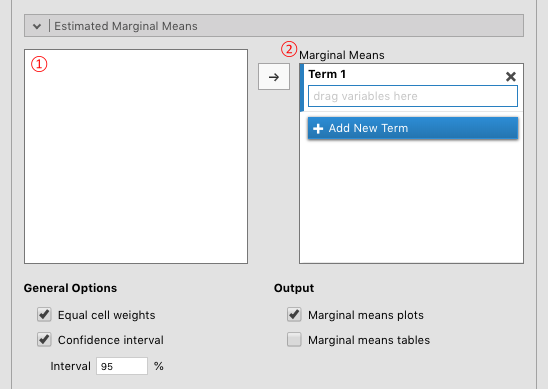 Estimated Marginal Means
①
②
Marginal Means
Term 1
drag variables here
Add New Term
General Options
Output
Equal cell weights
Marginal means plots
Confidence interval
Marginal means tables
Interval 95 %